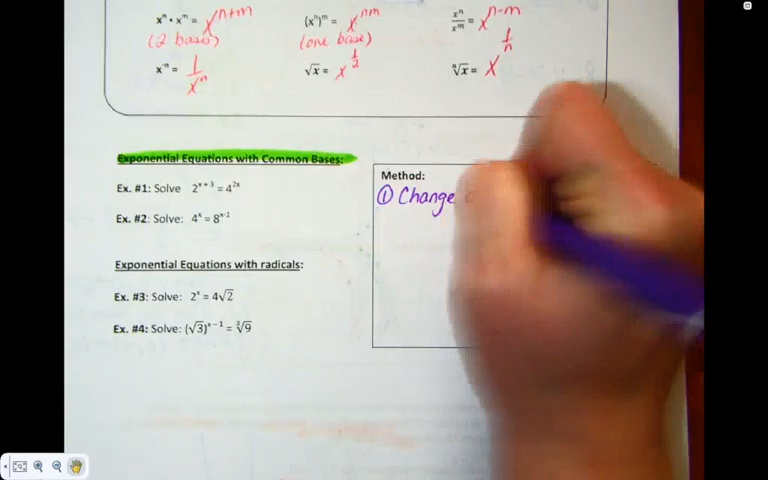 xⁿ • xᵐ = xⁿ⁺ᵐ (xⁿ)ᵐ = xⁿᵐ xⁿ/xᵐ = xⁿ⁻ᵐ
(2 bases) (one base)
x⁻ⁿ = 1/xⁿ √x = x^(1/2) ⁿ√x = x^(1/n)
Exponential Equations with Common Bases:
Method:
Ex. #1: Solve 2ˣ⁺³ = 4²ˣ
① Change
Ex. #2: Solve: 4ˣ = 8ˣ⁻¹
Exponential Equations with radicals:
Ex. #3: Solve: 2ˣ = 4√2
Ex. #4: Solve: (√3)ˣ⁻¹ = ³√9